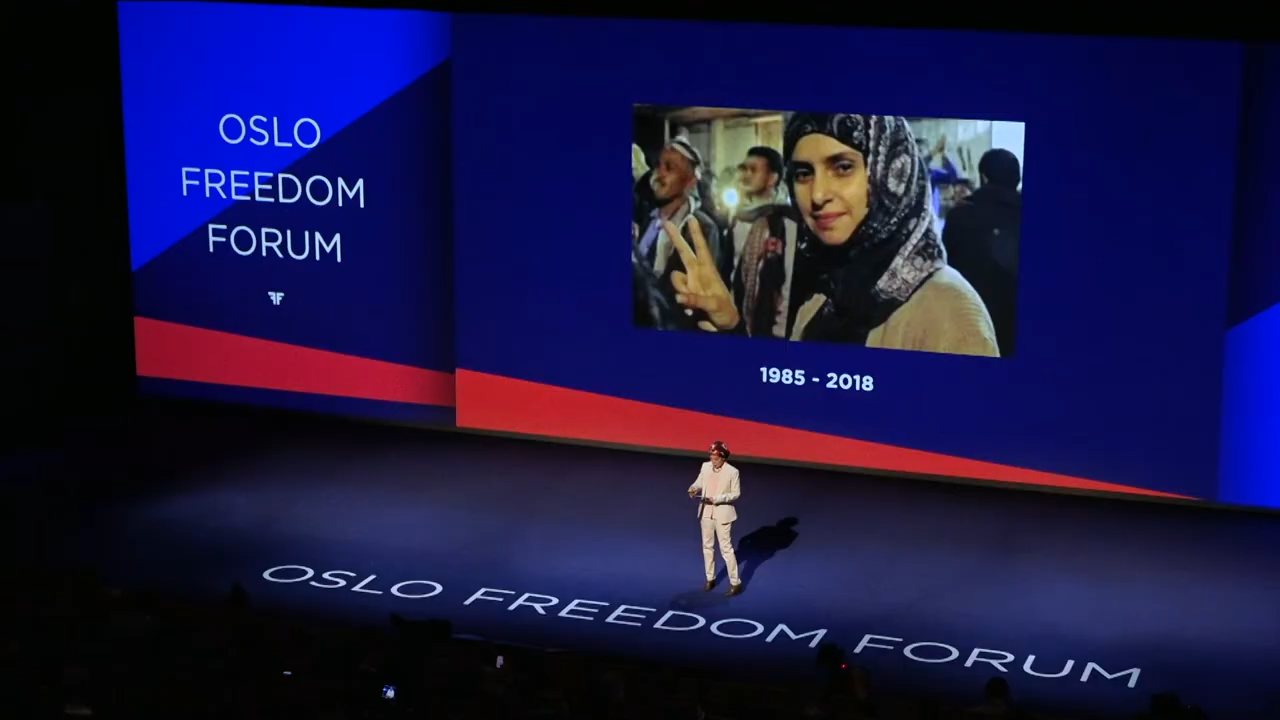 OSLO
FREEDOM
FORUM
1985 - 2018
OSLO FREEDOM FORUM